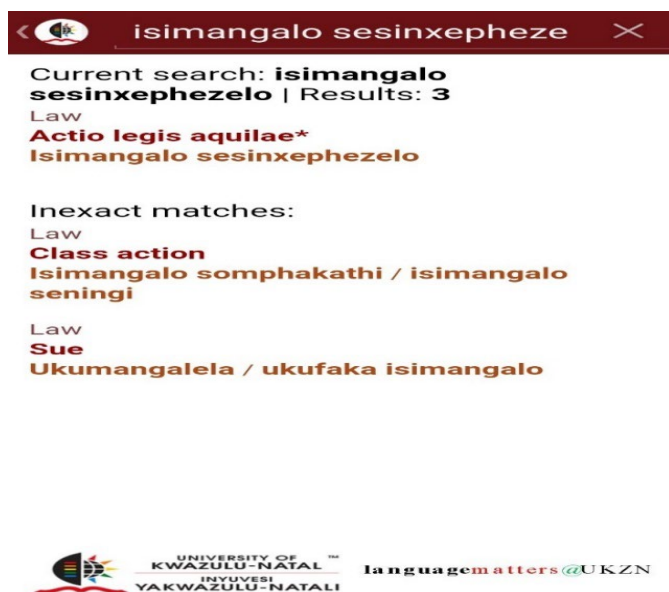 isimangalo sesinxepheze
Current search: isimangalo
sesinxephezelo | Results: 3
Law
Actio legis aquilae*
Isimangalo sesinxephezelo
Inexact matches:
Law
Class action
Isimangalo somphakathi / isimangalo
seningi
Law
Sue
Ukumangalela / ukufaka isimangalo
UNIVERSITY OF ™
KWAZULU-NATAL
INYUVESI
YAKWAZULU-NATALI
languagematters@UKZN